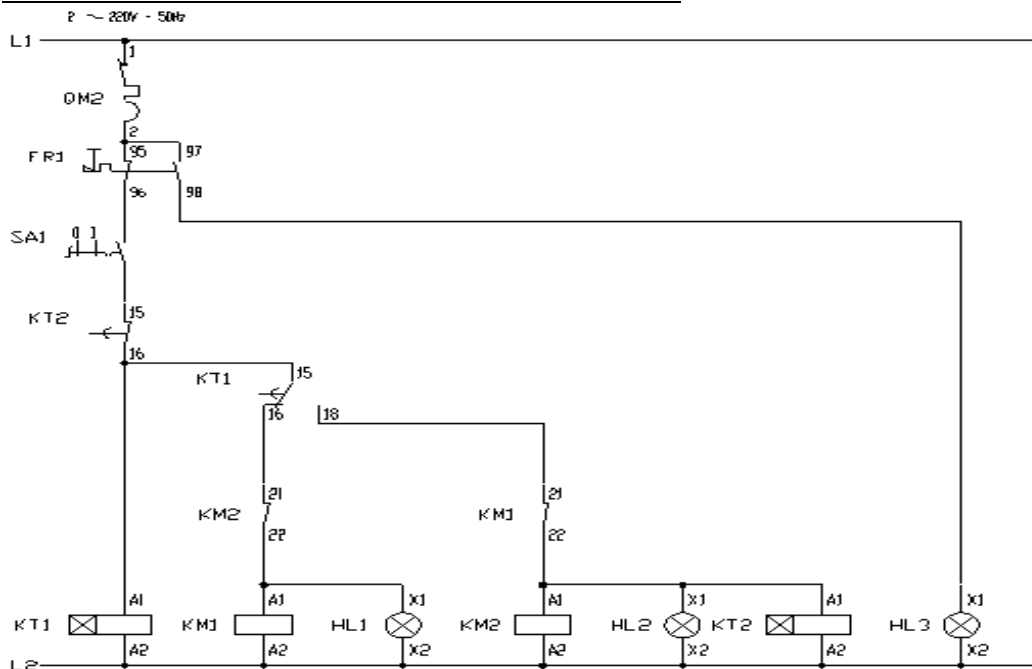 2 ~ 220V - 50Hz
L1
1
QM2
2
FR1 95 97
96 98
SA1 0 1
15
KT2
16
KT1 15
16 18
21 21
KM2 KM1
22 22
A1 A1 X1 A1 X1 A1 X1
KT1 KM1 HL1 KM2 HL2 KT2 HL3
A2 A2 X2 A2 X2 A2 X2
L2